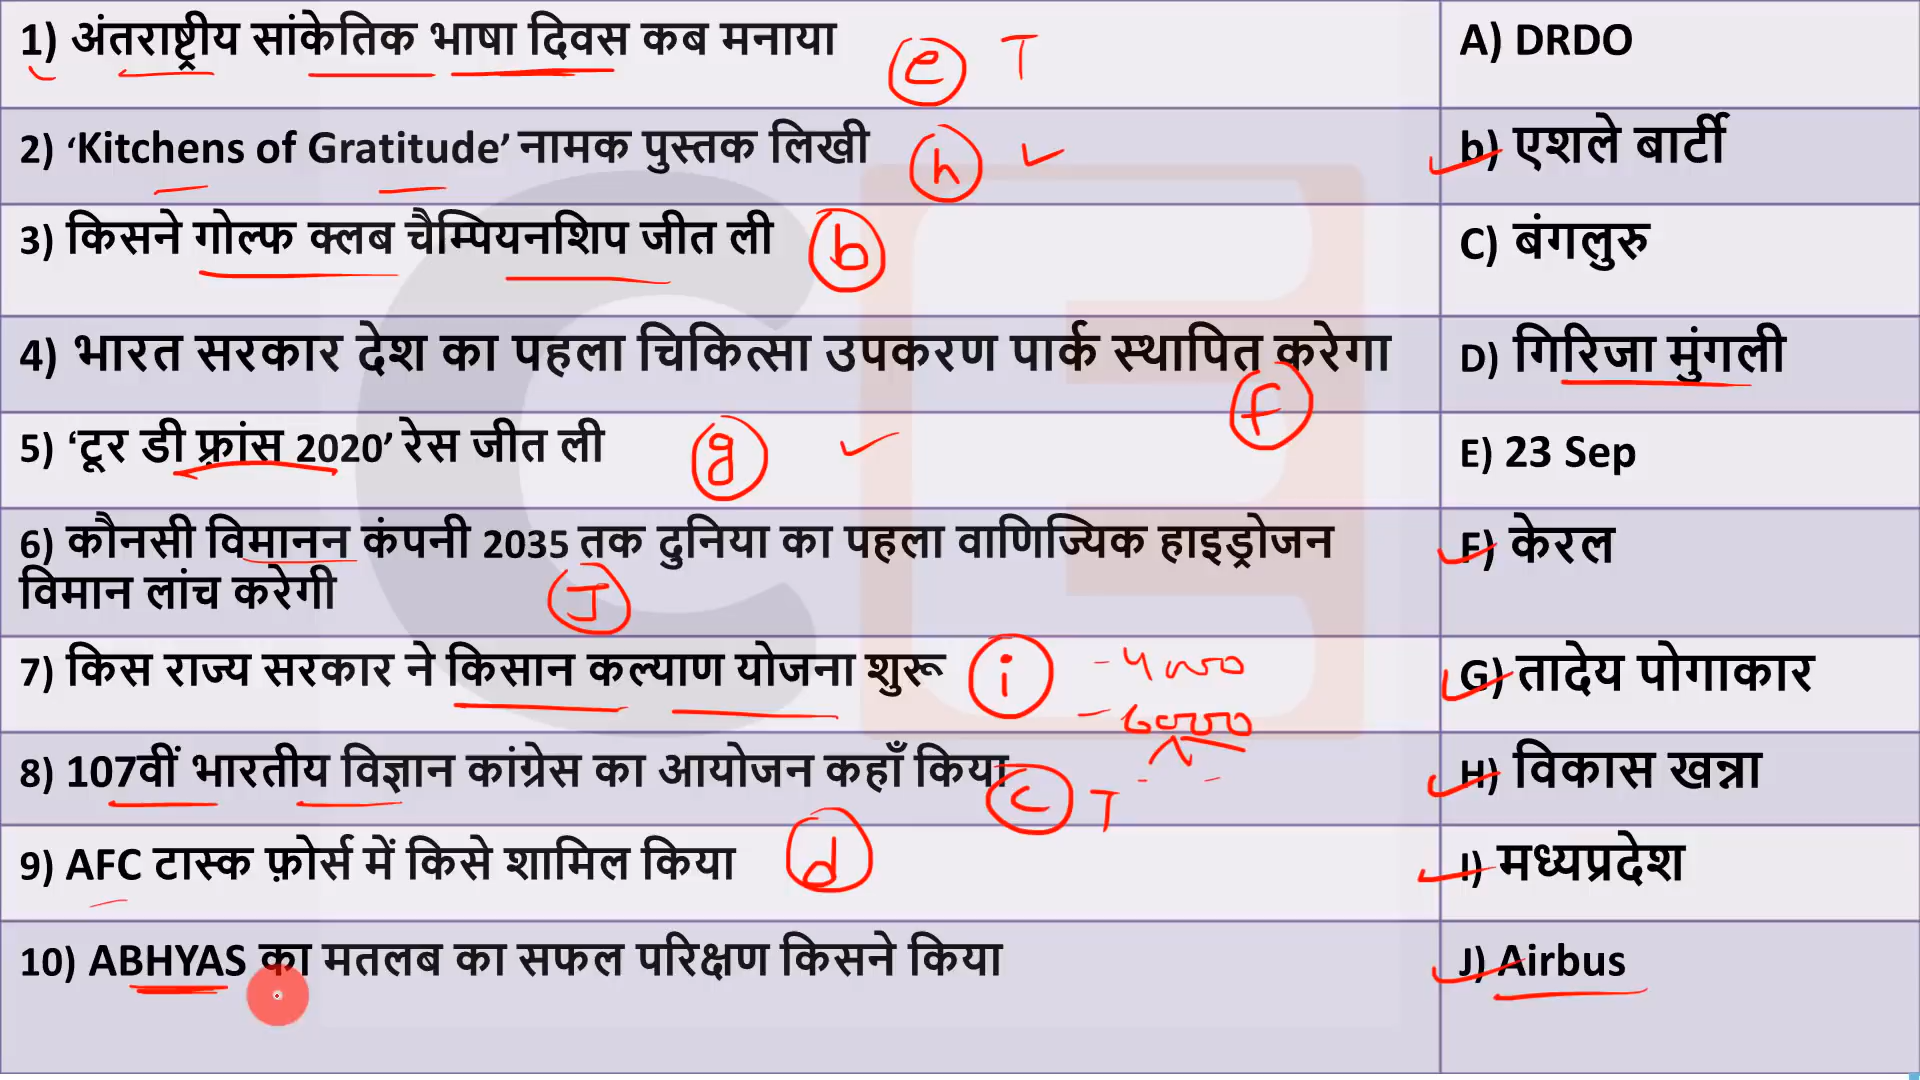 1) अंतराष्ट्रीय सांकेतिक भाषा दिवस कब मनाया
e T
A) DRDO
2) ‘Kitchens of Gratitude’ नामक पुस्तक लिखी
h
b) एशले बार्टी
3) किसने गोल्फ क्लब चैम्पियनशिप जीत ली
b
C) बंगलुरु
4) भारत सरकार देश का पहला चिकित्सा उपकरण पार्क स्थापित करेगा
f
D) गिरिजा मुंगली
5) ‘टूर डी फ़्रांस 2020’ रेस जीत ली
g
E) 23 Sep
6) कौनसी विमानन कंपनी 2035 तक दुनिया का पहला वाणिज्यिक हाइड्रोजन
विमान लांच करेगी
J
F) केरल
7) किस राज्य सरकार ने किसान कल्याण योजना शुरू
i
G) तादेय पोगाकार
8) 107वीं भारतीय विज्ञान कांग्रेस का आयोजन कहाँ किया
c T
H) विकास खन्ना
9) AFC टास्क फ़ोर्स में किसे शामिल किया
d
I) मध्यप्रदेश
10) ABHYAS का मतलब का सफल परिक्षण किसने किया
J) Airbus